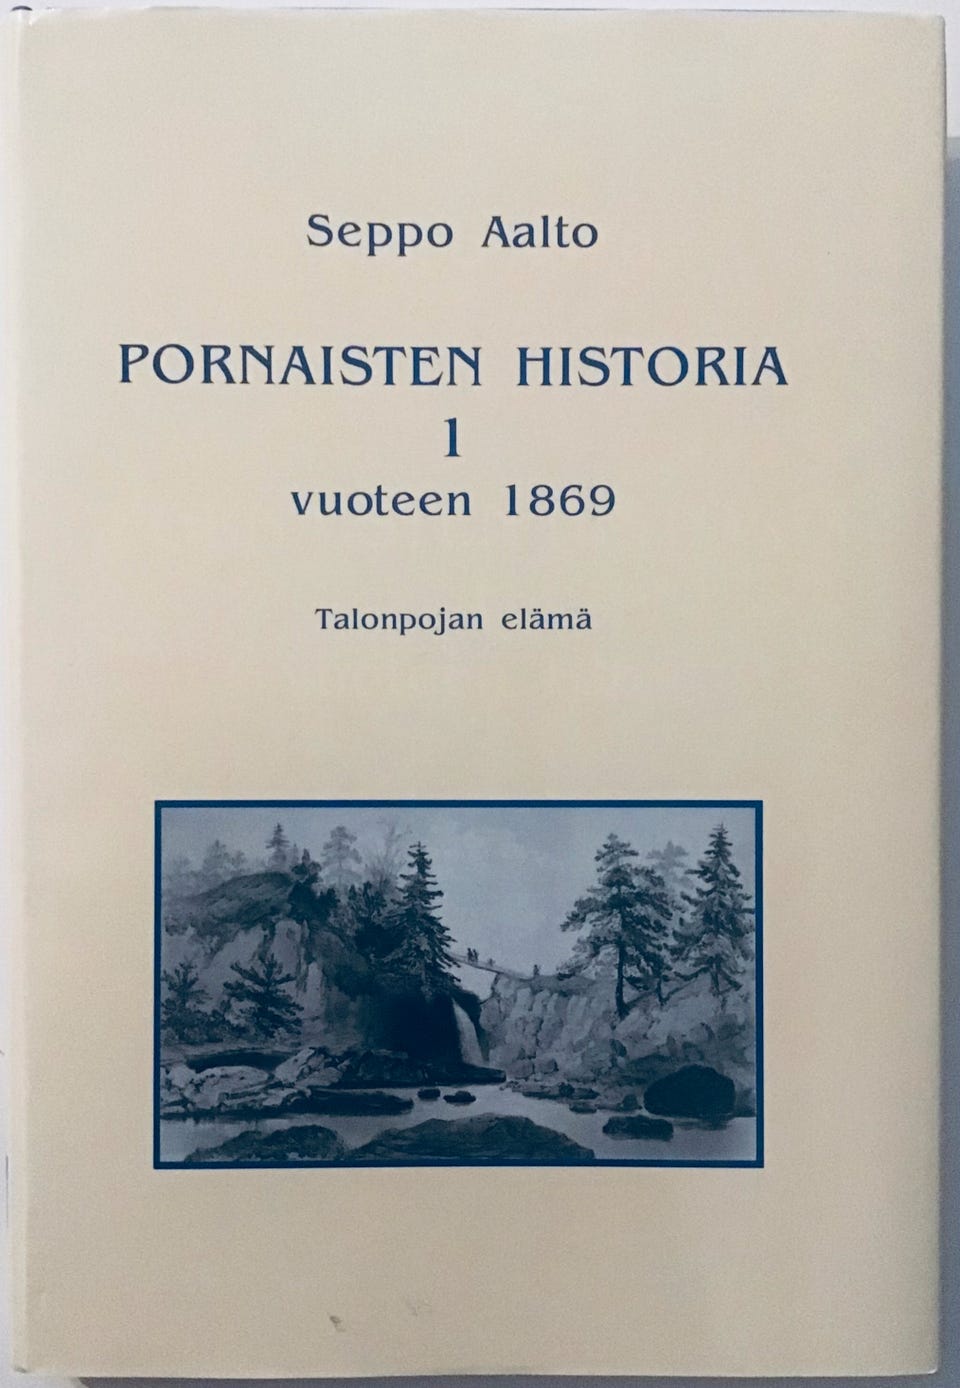 Seppo Aalto
PORNAISTEN HISTORIA
1
vuoteen 1869
Talonpojan elämä